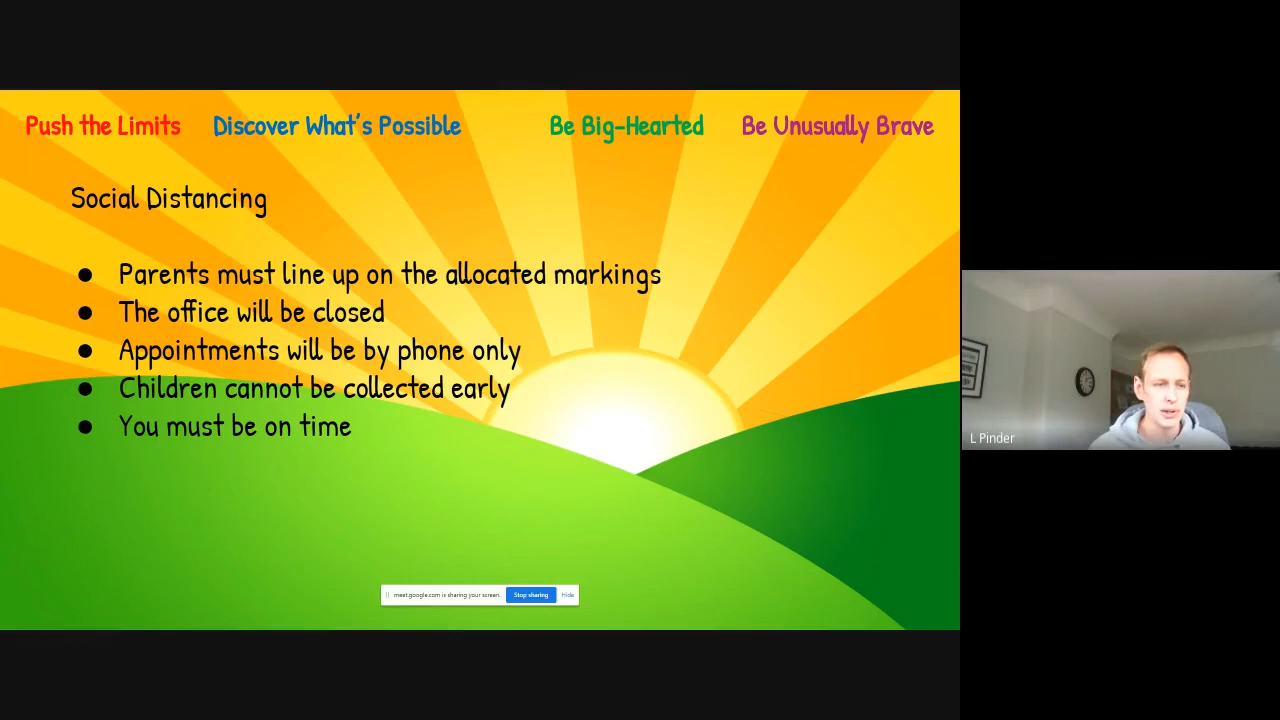 Push the Limits Discover What's Possible Be Big-Hearted Be Unusually Brave
Social Distancing
● Parents must line up on the allocated markings
● The office will be closed
● Appointments will be by phone only
● Children cannot be collected early
● You must be on time
L Pinder
meet.google.com is sharing your screen. Stop sharing Hide